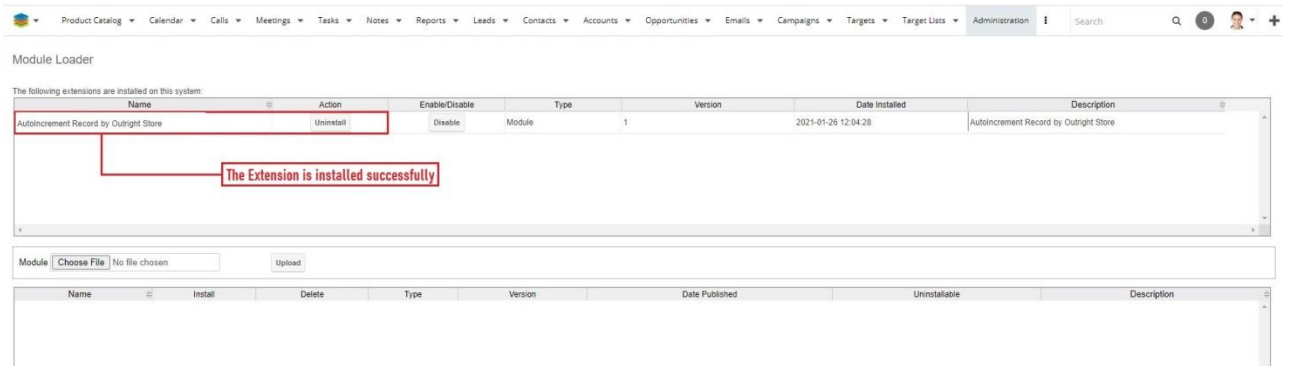 Product Catalog Calendar Calls Meetings Tasks Notes Reports Leads Contacts Accounts Opportunities Emails Campaigns Targets Target Lists Administration Search 0
Module Loader
The following extensions are installed on this system:
Name Action Enable/Disable Type Version Date Installed Description
AutoIncrement Record by Outright Store Uninstall Disable Module 1 2021-01-26 12:04:28 AutoIncrement Record by Outright Store
The Extension is installed successfully
Module Choose File No file chosen Upload
Name Install Delete Type Version Date Published Uninstallable Description